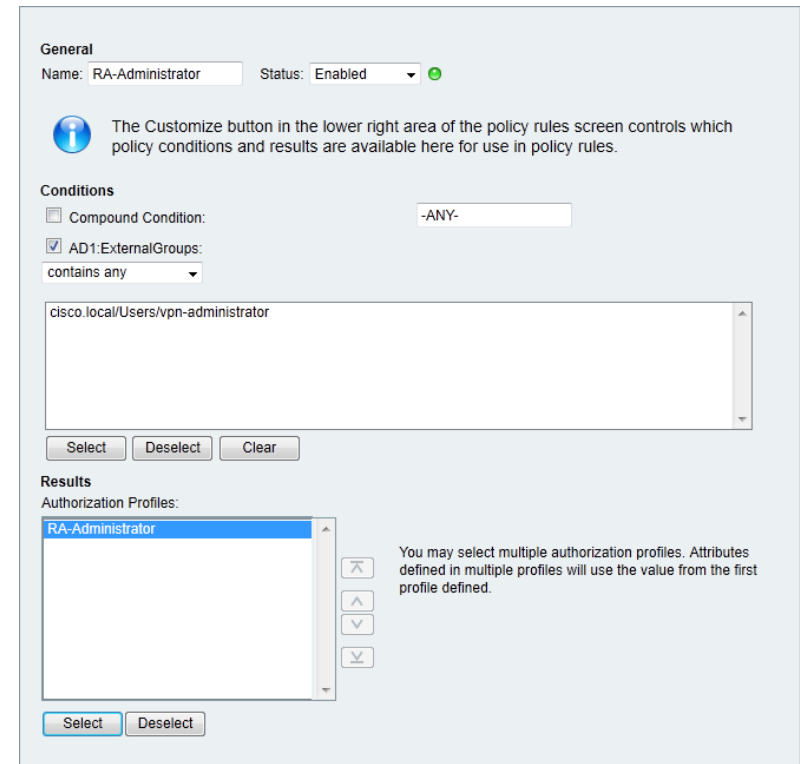 General
Name: RA-Administrator Status: Enabled
The Customize button in the lower right area of the policy rules screen controls which
policy conditions and results are available here for use in policy rules.
Conditions
Compound Condition: -ANY-
AD1:ExternalGroups:
contains any
cisco.local/Users/vpn-administrator
Select Deselect Clear
Results
Authorization Profiles:
RA-Administrator
You may select multiple authorization profiles. Attributes
defined in multiple profiles will use the value from the first
profile defined.
Select Deselect